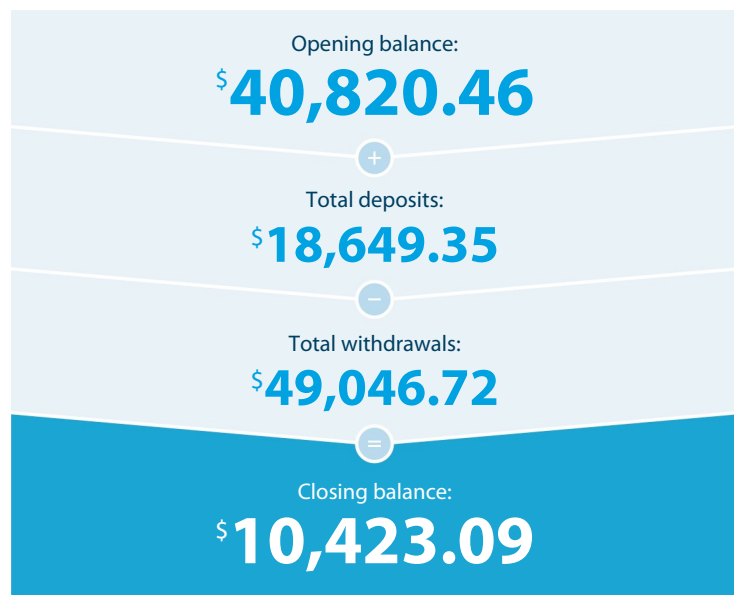 Opening balance:
$40,820.46
+
Total deposits:
$18,649.35
−
Total withdrawals:
$49,046.72
=
Closing balance:
$10,423.09